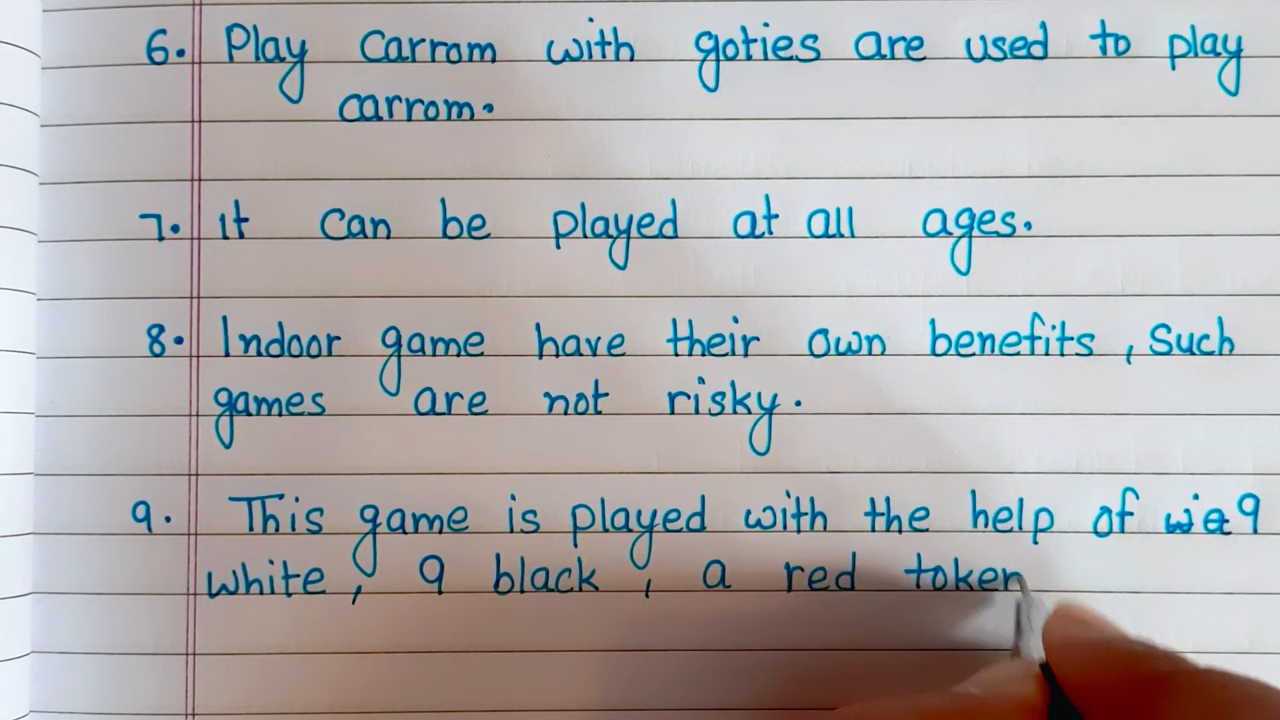 6. Play Carrom with goties are used to play
carrom.
7. It can be played at all ages.
8. Indoor game have their own benefits, Such
games are not risky.
9. This game is played with the help of 9
white, 9 black, a red token